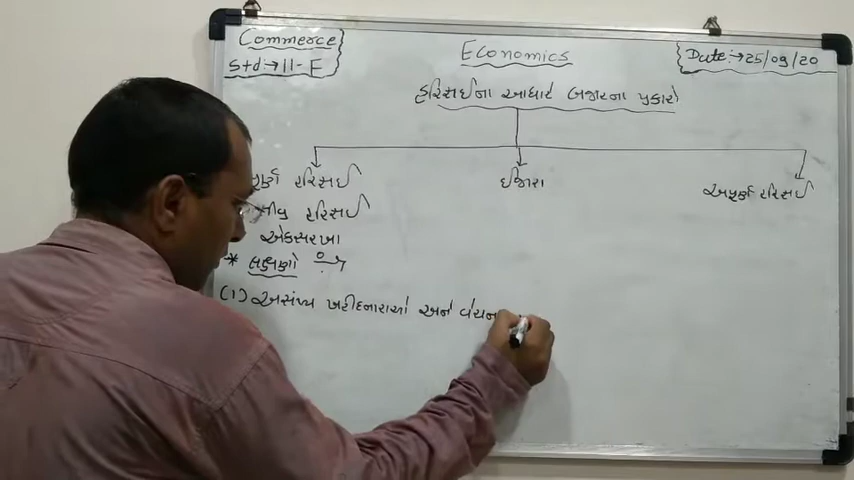 Commerce
Std→11-E
Economics
Date:→25/09/20
હરિફાઈના આધારે બજારના પ્રકારો
પૂર્ણ હરિફાઈ
ઈજારા
અપૂર્ણ હરિફાઈ
હરિફાઈ
એકસરખા
* લક્ષણો
(1) અસંખ્ય ખરીદનારાઓ અને વેચન